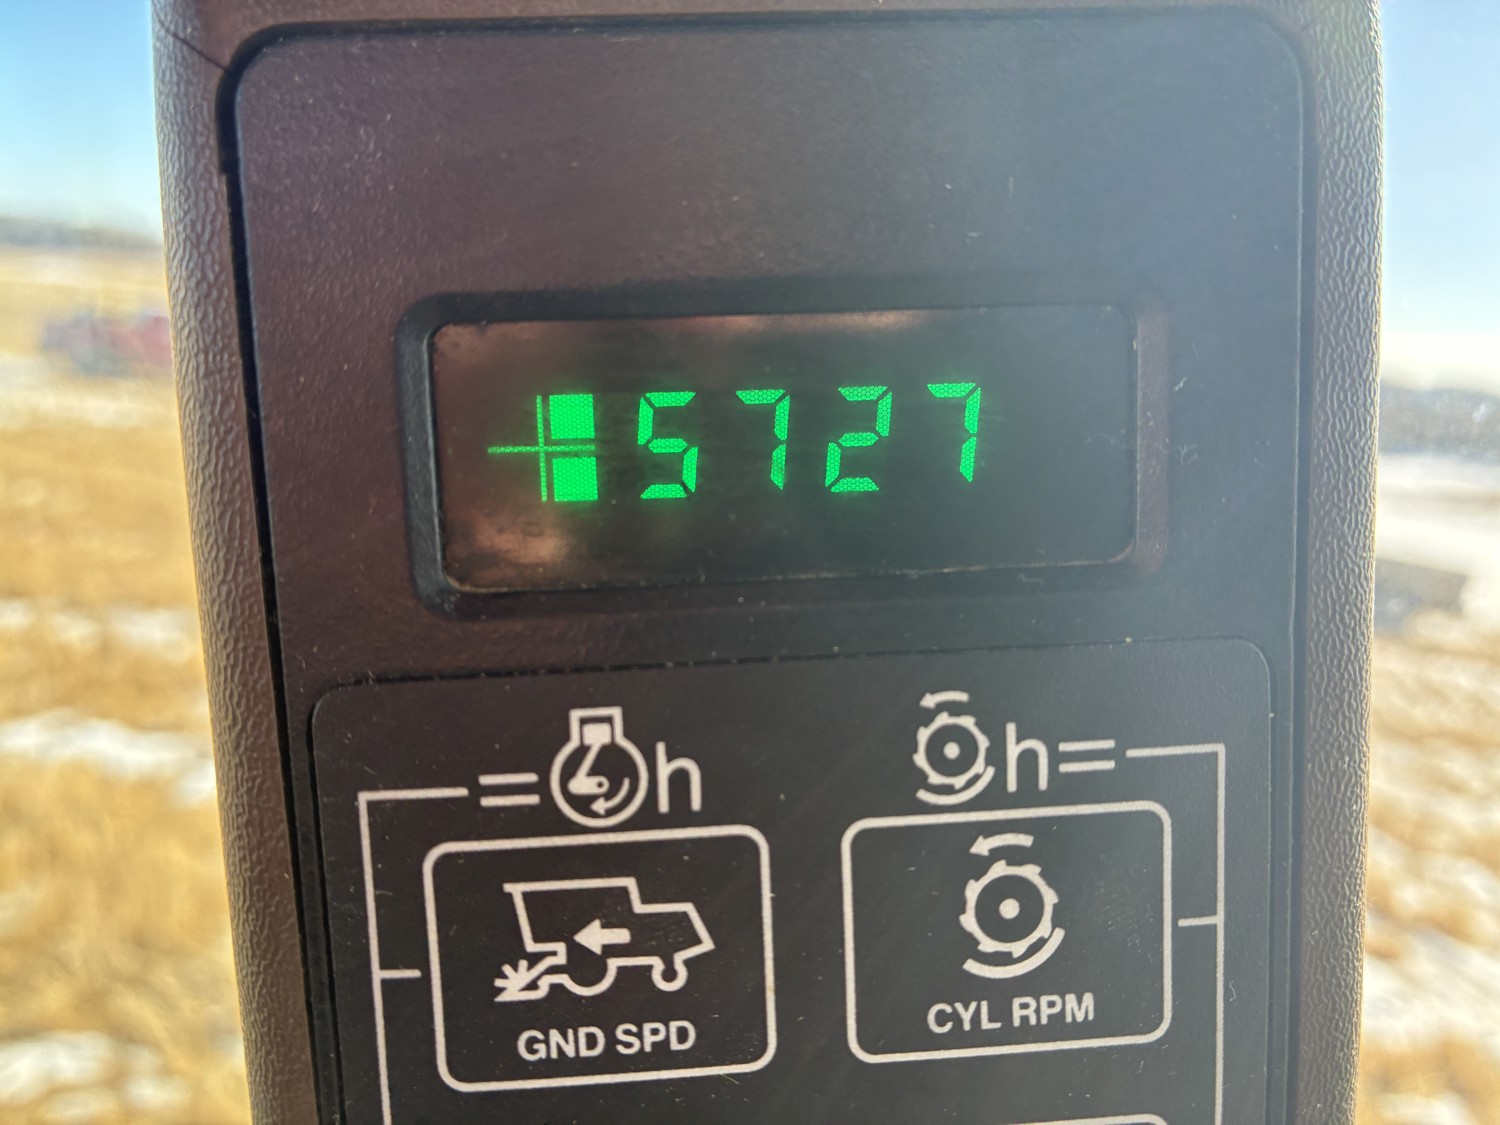 5727
= h
h =
GND SPD
CYL RPM